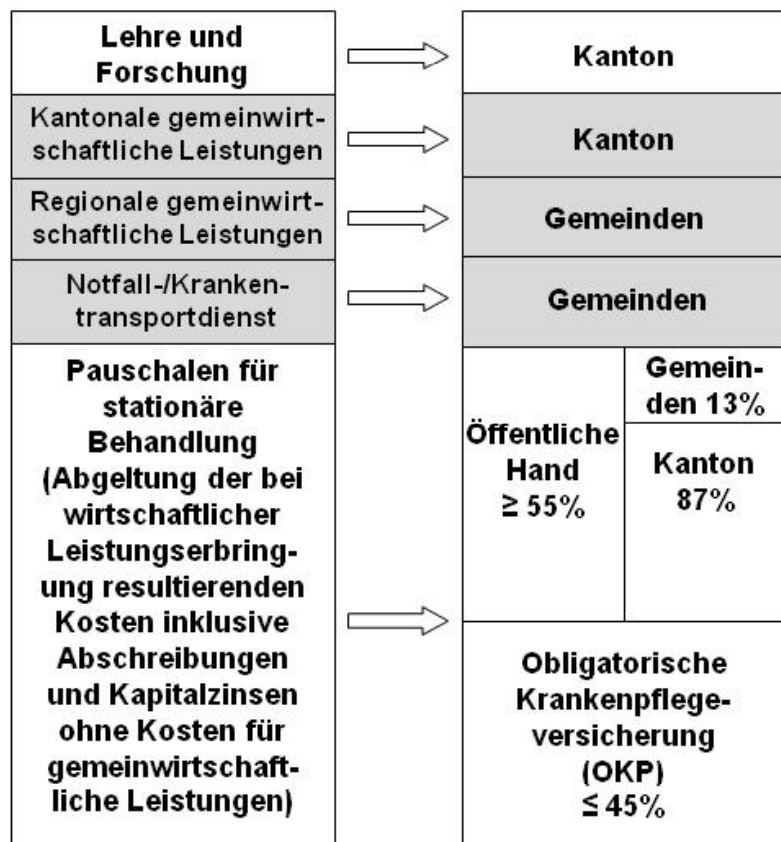 Lehre und
Forschung
Kanton
Kantonale gemeinwirt-
schaftliche Leistungen
Kanton
Regionale gemeinwirt-
schaftliche Leistungen
Gemeinden
Notfall-/Kranken-
transportdienst
Gemeinden
Pauschalen für
stationäre
Behandlung
(Abgeltung der bei
wirtschaftlicher
Leistungserbring-
ung resultierenden
Kosten inklusive
Abschreibungen
und Kapitalzinsen
ohne Kosten für
gemeinwirtschaft-
liche Leistungen)
Öffentliche
Hand
≥ 55%
Gemein-
den 13%
Kanton
87%
Obligatorische
Krankenpflege-
versicherung
(OKP)
≤ 45%